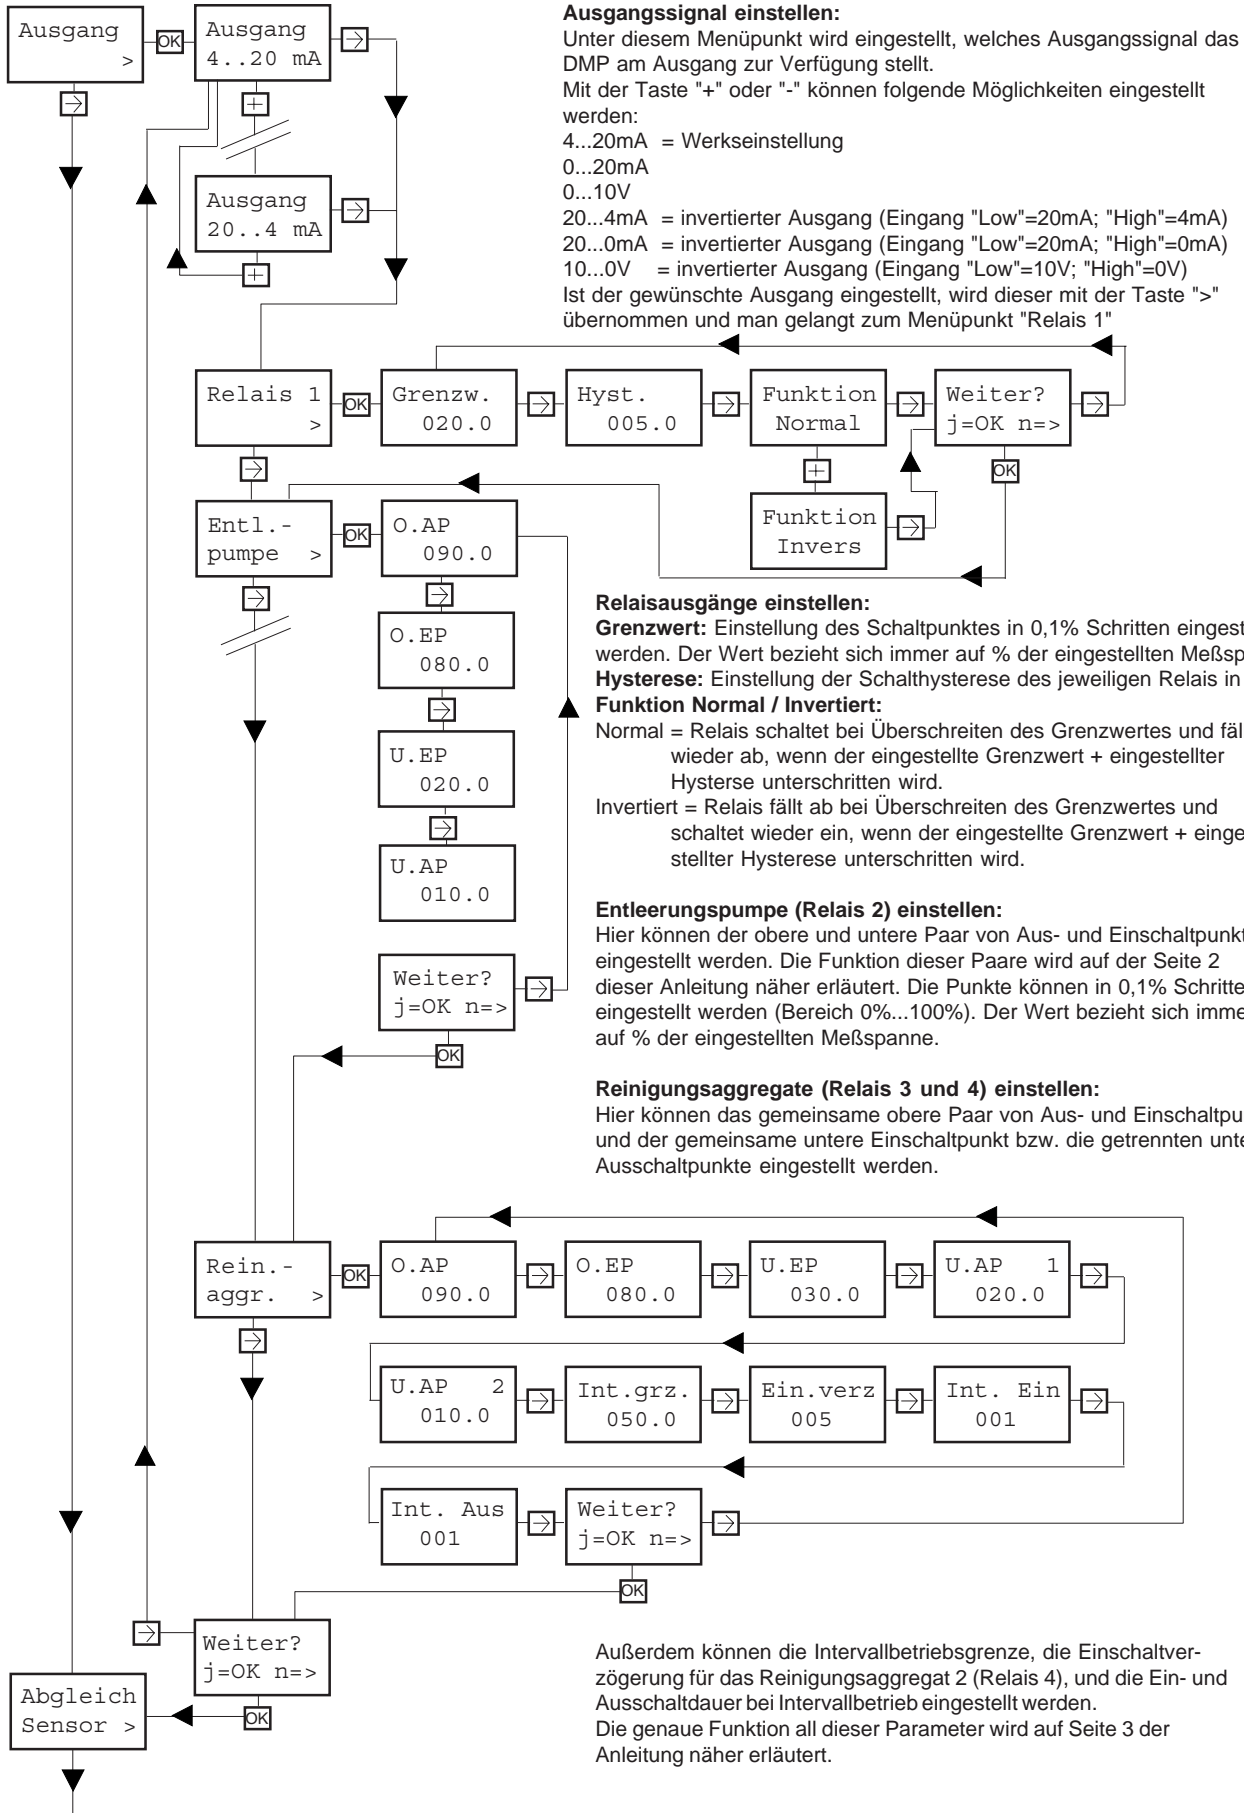 Ausgang
>
OK
Ausgang
4..20 mA
+
Ausgang
20..4 mA
+
Ausgangssignal einstellen:
Unter diesem Menüpunkt wird eingestellt, welches Ausgangssignal das
DMP am Ausgang zur Verfügung stellt.
Mit der Taste "+" oder "-" können folgende Möglichkeiten eingestellt
werden:
4...20mA = Werkseinstellung
0...20mA
0...10V
20...4mA = invertierter Ausgang (Eingang "Low"=20mA; "High"=4mA)
20...0mA = invertierter Ausgang (Eingang "Low"=20mA; "High"=0mA)
10...0V = invertierter Ausgang (Eingang "Low"=10V; "High"=0V)
Ist der gewünschte Ausgang eingestellt, wird dieser mit der Taste ">"
übernommen und man gelangt zum Menüpunkt "Relais 1"
Relais 1
>
OK
Grenzw.
020.0
Hyst.
005.0
Funktion
Normal
Weiter?
j=OK n=>
+
OK
Funktion
Invers
Entl.-
pumpe >
OK
O.AP
090.0
O.EP
080.0
U.EP
020.0
U.AP
010.0
Weiter?
j=OK n=>
OK
Relaisausgänge einstellen:
Grenzwert: Einstellung des Schaltpunktes in 0,1% Schritten eingest
werden. Der Wert bezieht sich immer auf % der eingestellten Meßsp
Hysterese: Einstellung der Schalthysterese des jeweiligen Relais in
Funktion Normal / Invertiert:
Normal = Relais schaltet bei Überschreiten des Grenzwertes und fäl
wieder ab, wenn der eingestellte Grenzwert + eingestellter
Hysterse unterschritten wird.
Invertiert = Relais fällt ab bei Überschreiten des Grenzwertes und
schaltet wieder ein, wenn der eingestellte Grenzwert + einge
stellter Hysterese unterschritten wird.
Entleerungspumpe (Relais 2) einstellen:
Hier können der obere und untere Paar von Aus- und Einschaltpunkt
eingestellt werden. Die Funktion dieser Paare wird auf der Seite 2
dieser Anleitung näher erläutert. Die Punkte können in 0,1% Schritte
eingestellt werden (Bereich 0%...100%). Der Wert bezieht sich imme
auf % der eingestellten Meßspanne.
Reinigungsaggregate (Relais 3 und 4) einstellen:
Hier können das gemeinsame obere Paar von Aus- und Einschaltpu
und der gemeinsame untere Einschaltpunkt bzw. die getrennten unte
Ausschaltpunkte eingestellt werden.
Rein.-
aggr. >
OK
O.AP
090.0
O.EP
080.0
U.EP
030.0
U.AP 1
020.0
U.AP 2
010.0
Int.grz.
050.0
Ein.verz
005
Int. Ein
001
Int. Aus
001
Weiter?
j=OK n=>
OK
Weiter?
j=OK n=>
OK
Abgleich
Sensor >
Außerdem können die Intervallbetriebsgrenze, die Einschaltver-
zögerung für das Reinigungsaggregat 2 (Relais 4), und die Ein- und
Ausschaltdauer bei Intervallbetrieb eingestellt werden.
Die genaue Funktion all dieser Parameter wird auf Seite 3 der
Anleitung näher erläutert.